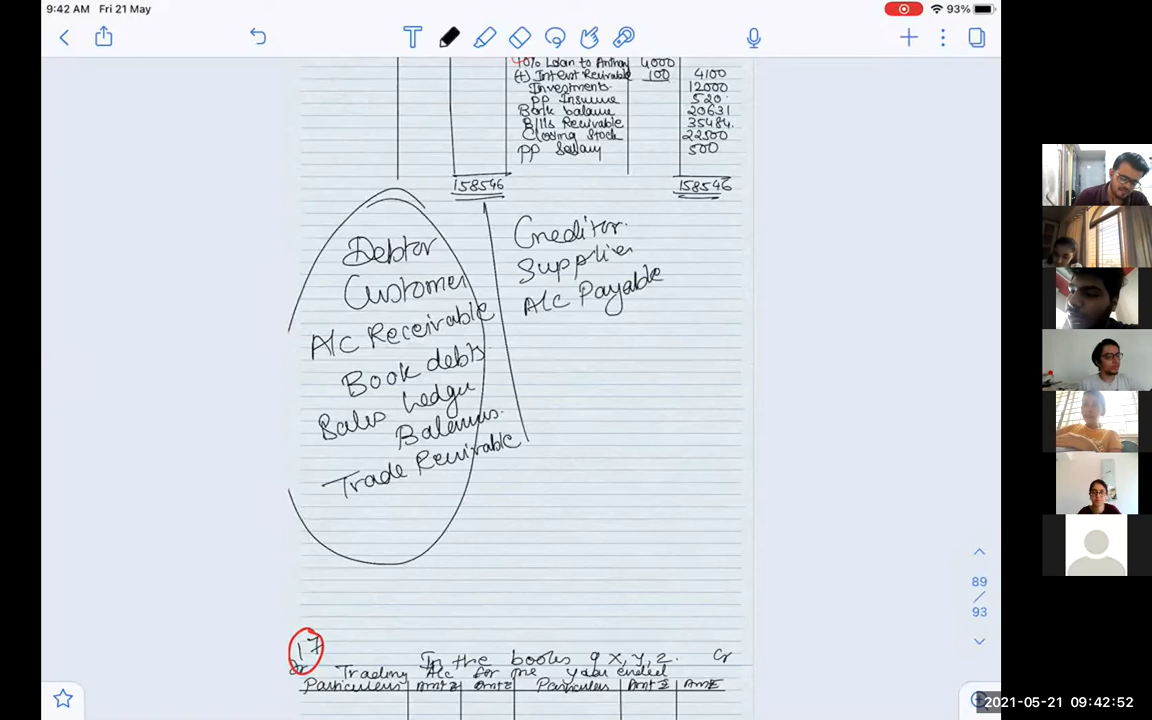 9:42 AM Fri 21 May
93%
40% Loan to Anthony 4000
(+) Interest Receivable 100 4100
Investments 12000
PP Insurance 520
Bank balance 20631
Bills Receivable 35484
Closing Stock 22500
PP Salary 500
158546 158546
Debtor
Customer
A/c Receivable
Book debts
Sales Ledger
Balances.
Trade Receivable
Creditor.
Supplier
A/c Payable
89
/
93
17
In the books of X, Y, Z.
Dr Trading A/c for the year ended Cr
Particulars Amt ₹ Amt ₹ Particulars Amt ₹ Amt ₹
2021-05-21 09:42:52